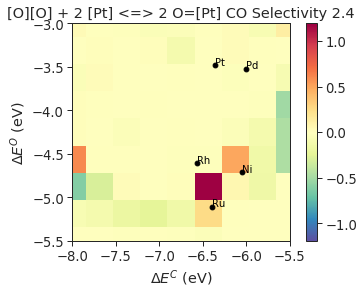 [O][O] + 2 [Pt] <=> 2 O=[Pt] CO Selectivity 2.4
−3.0
−3.5
−4.0
−4.5
−5.0
−5.5
ΔE^O (eV)
Pt
Pd
Rh
Ni
Ru
−8.0 −7.5 −7.0 −6.5 −6.0 −5.5
ΔE^C (eV)
1.0
0.5
0.0
−0.5
−1.0